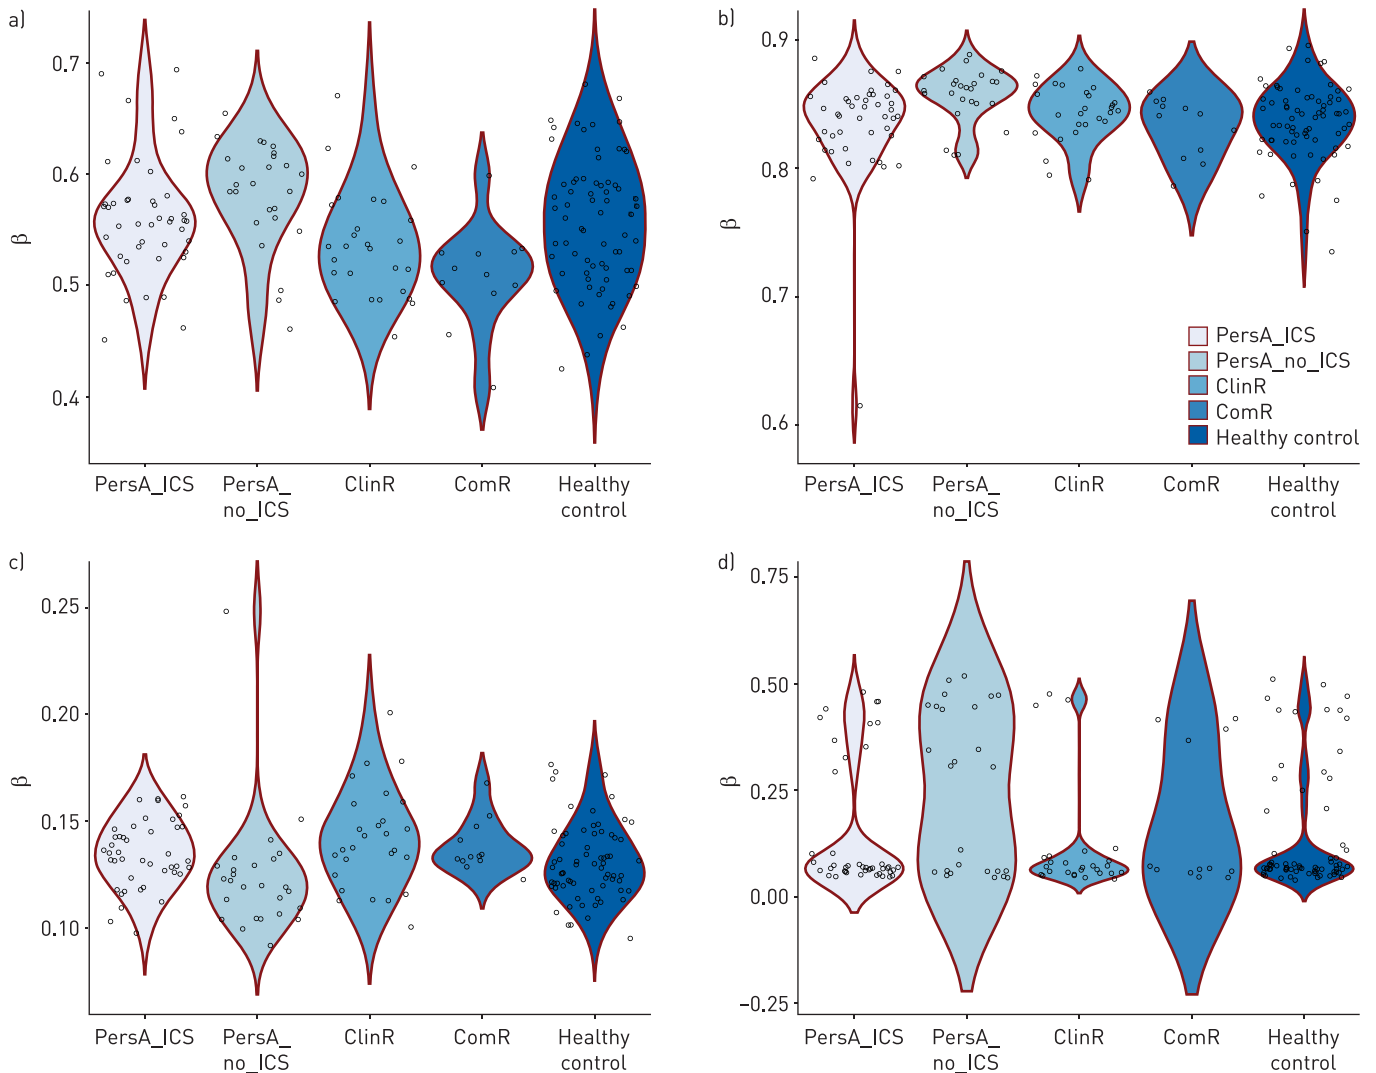 a)
0.7
0.6
0.5
0.4
β
PersA_ICS
PersA_
no_ICS
ClinR
ComR
Healthy
control
b)
0.9
0.8
0.7
0.6
β
PersA_ICS
PersA_no_ICS
ClinR
ComR
Healthy control
PersA_ICS
PersA_
no_ICS
ClinR
ComR
Healthy
control
c)
0.25
0.20
0.15
0.10
β
PersA_ICS
PersA_
no_ICS
ClinR
ComR
Healthy
control
d)
0.75
0.50
0.25
0.00
–0.25
β
PersA_ICS
PersA_
no_ICS
ClinR
ComR
Healthy
control